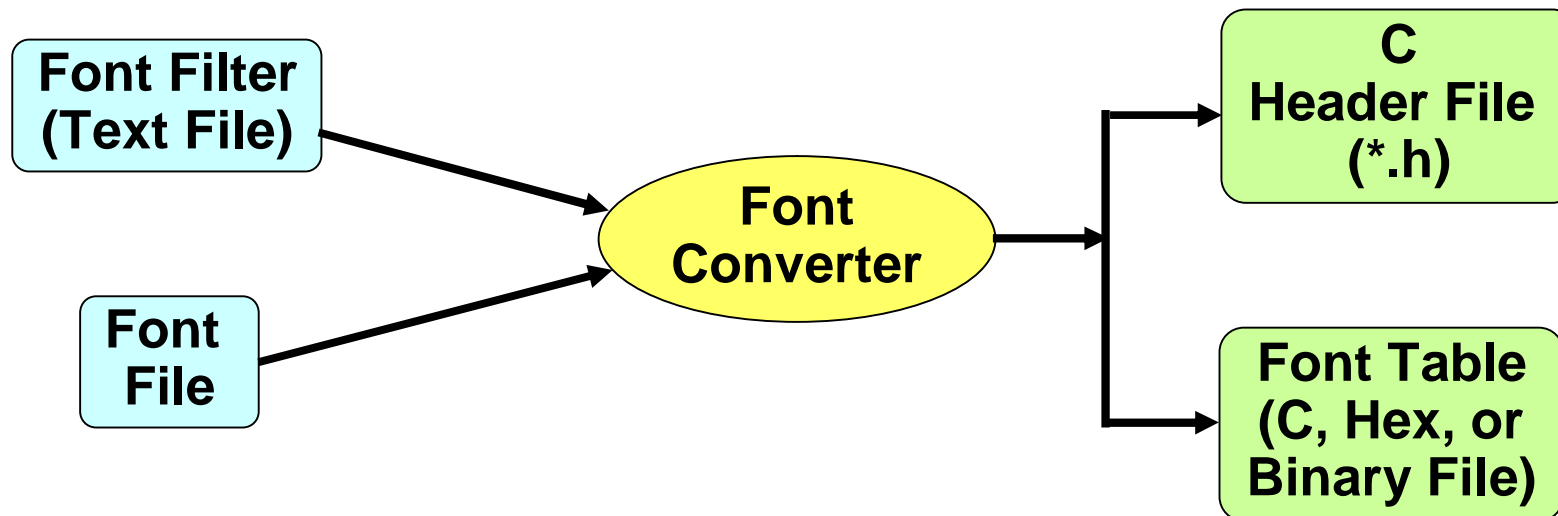 Font Filter
(Text File)
Font
File
Font
Converter
C
Header File
(*.h)
Font Table
(C, Hex, or
Binary File)